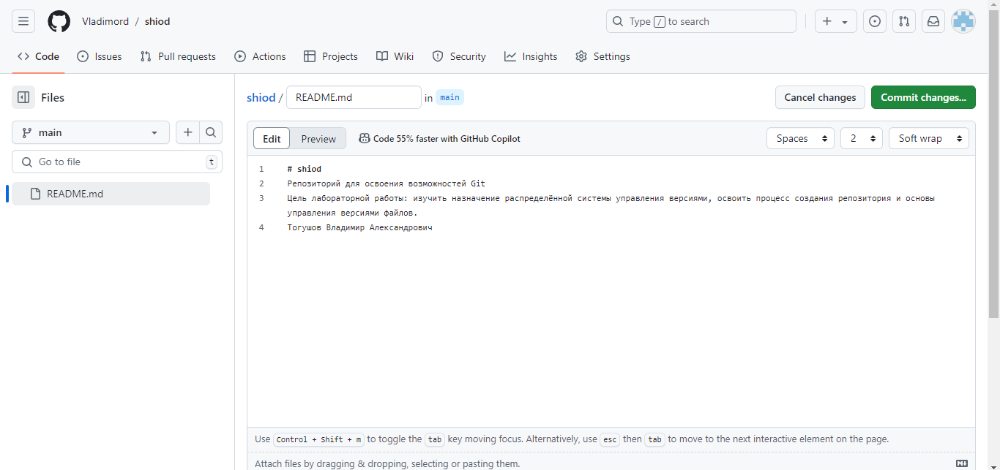 Vladimord / shiod
Type / to search
Code
Issues
Pull requests
Actions
Projects
Wiki
Security
Insights
Settings
Files
main
Go to file
t
README.md
shiod / README.md in main
Cancel changes
Commit changes...
Edit
Preview
Code 55% faster with GitHub Copilot
Spaces
2
Soft wrap
1 # shiod
2 Репозиторий для освоения возможностей Git
3 Цель лабораторной работы: изучить назначение распределённой системы управления версиями, освоить процесс создания репозитория и основы
управления версиями файлов.
4 Тогушов Владимир Александрович
Use Control + Shift + m to toggle the tab key moving focus. Alternatively, use esc then tab to move to the next interactive element on the page.
Attach files by dragging & dropping, selecting or pasting them.